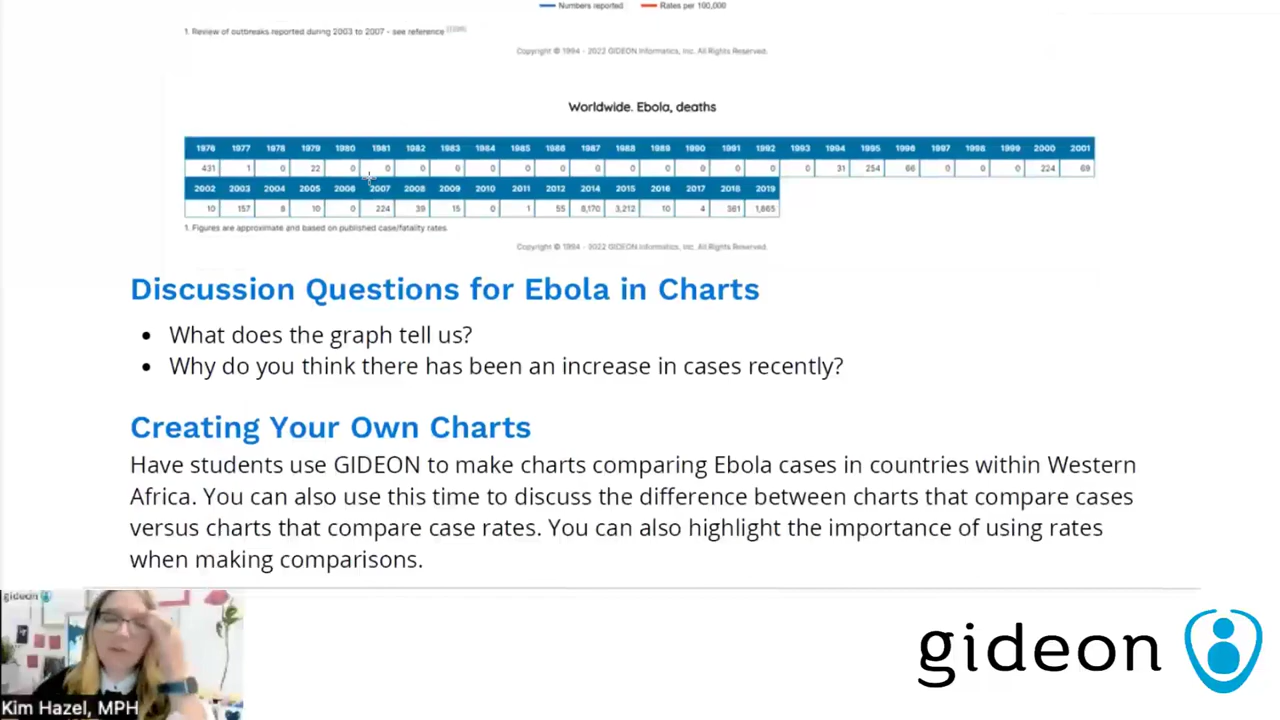 Numbers reported Rates per 100,000
1. Review of outbreaks reported during 2003 to 2007 - see reference
Copyright © 1994 - 2022 GIDEON Informatics, Inc. All Rights Reserved.
Worldwide. Ebola, deaths
1976 1977 1978 1979 1980 1981 1982 1983 1984 1985 1986 1987 1988 1989 1990 1991 1992 1993 1994 1995 1996 1997 1998 1999 2000 2001
431 1 0 22 0 0 0 0 0 0 0 0 0 0 0 0 0 0 31 254 66 0 0 0 224 69
2002 2003 2004 2005 2006 2007 2008 2009 2010 2011 2012 2014 2015 2016 2017 2018 2019
10 157 8 10 0 224 39 15 0 1 55 8,170 3,212 10 4 361 1,865
1. Figures are approximate and based on published case/fatality rates.
Copyright © 1994 - 2022 GIDEON Informatics, Inc. All Rights Reserved.
Discussion Questions for Ebola in Charts
• What does the graph tell us?
• Why do you think there has been an increase in cases recently?
Creating Your Own Charts
Have students use GIDEON to make charts comparing Ebola cases in countries within Western
Africa. You can also use this time to discuss the difference between charts that compare cases
versus charts that compare case rates. You can also highlight the importance of using rates
when making comparisons.
gideon
Kim Hazel, MPH
gideon